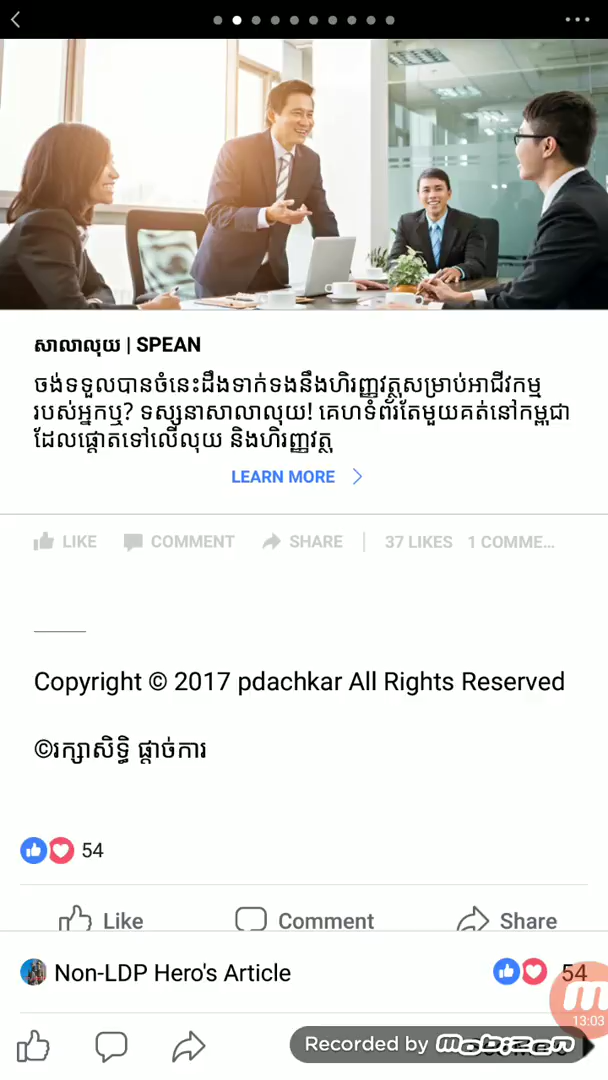 សាលាលុយ | SPEAN
ចង់ទទួលបានចំនេះដឹងទាក់ទងនឹងហិរញ្ញវត្ថុសម្រាប់អាជីវកម្ម
របស់អ្នកឬ? ទស្សនាសាលាលុយ! គេហទំព័រតែមួយគត់នៅកម្ពុជា
ដែលផ្តោតទៅលើលុយ និងហិរញ្ញវត្ថុ
LEARN MORE
LIKE COMMENT SHARE 37 LIKES 1 COMME...
Copyright © 2017 pdachkar All Rights Reserved
©រក្សាសិទ្ធិ ផ្តាច់ការ
54
Like Comment Share
Non-LDP Hero's Article 54
13:03
Recorded by mobizen